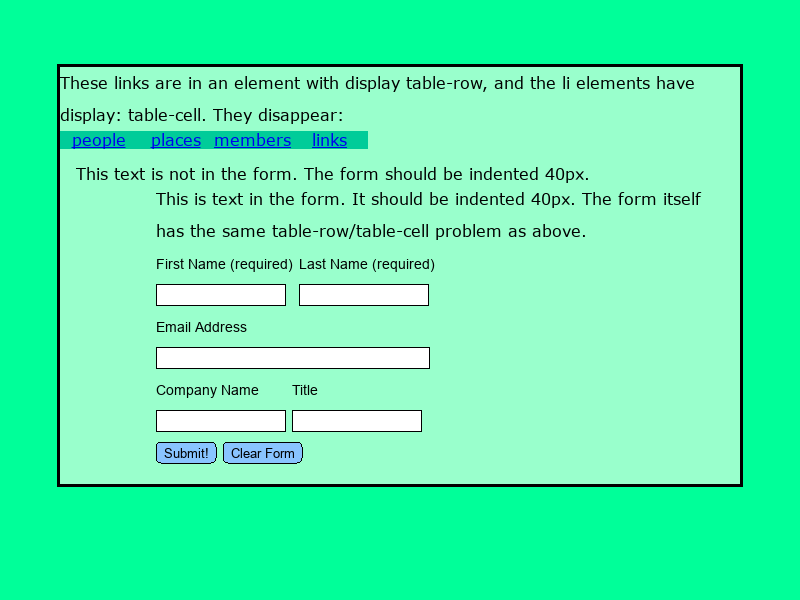 These links are in an element with display table-row, and the li elements have
display: table-cell. They disappear:
people places members links
This text is not in the form. The form should be indented 40px.
This is text in the form. It should be indented 40px. The form itself
has the same table-row/table-cell problem as above.
First Name (required) Last Name (required)
Email Address
Company Name Title
Submit! Clear Form